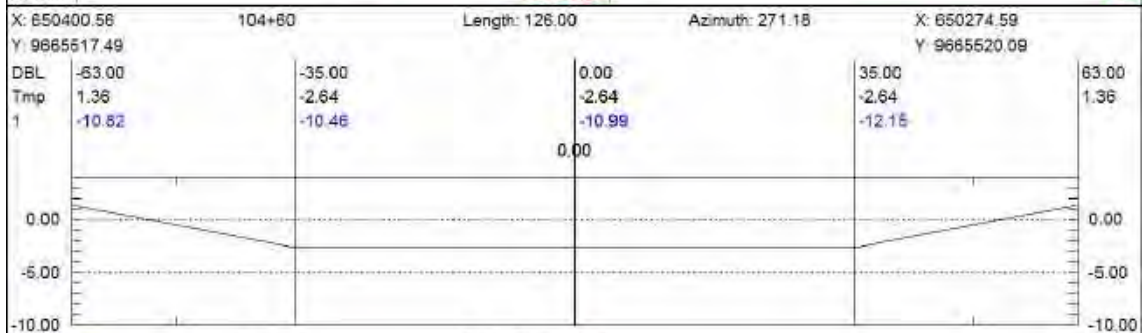 X: 650400.56 104+60 Length: 126.00 Azimuth: 271.18 X: 650274.59
Y: 9665517.49 Y: 9665520.09
DBL -63.00 -35.00 0.00 35.00 63.00
Tmp 1.36 -2.64 -2.64 -2.64 1.36
1 -10.82 -10.46 -10.99 -12.15
0.00
0.00 0.00
-5.00 -5.00
-10.00 -10.00